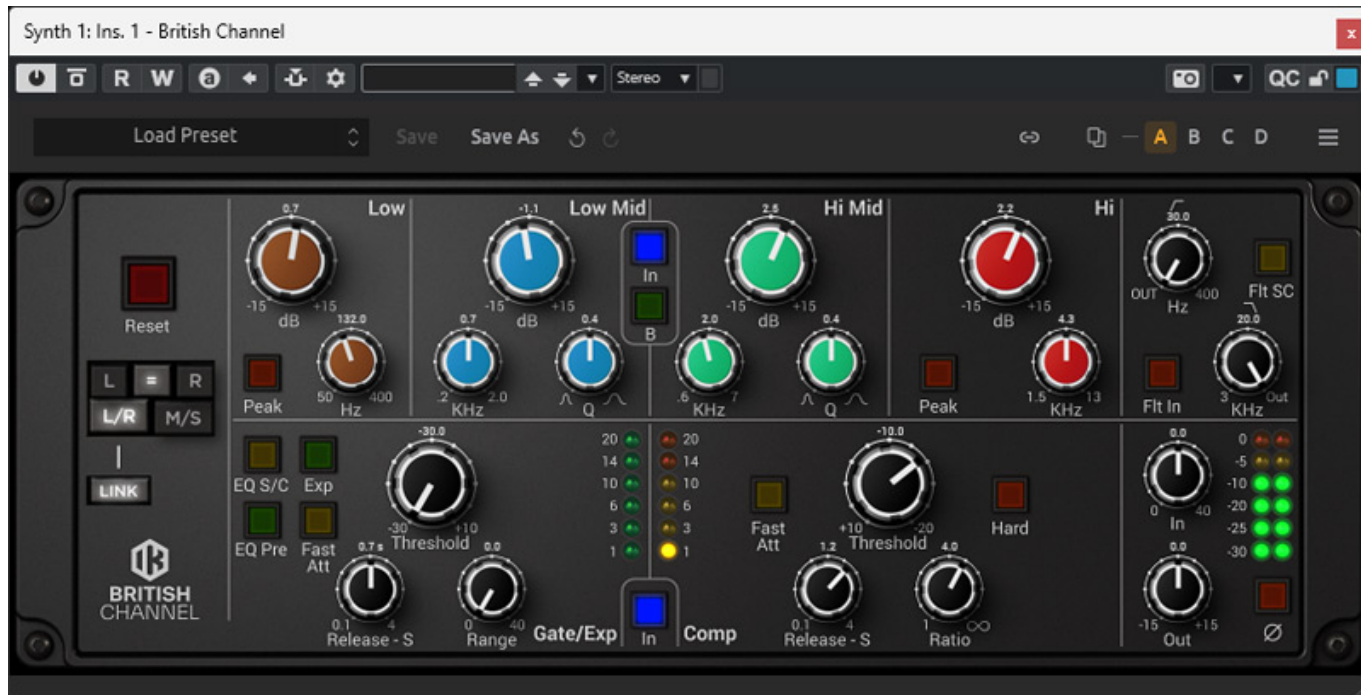 Synth 1: Ins. 1 - British Channel
x
R W a Stereo QC
Load Preset Save Save As A B C D
0.7 Low -1.1 Low Mid 2.5 Hi Mid 2.2 Hi 30.0
Reset
-15 +15
dB
-15 +15
dB
In
B
-15 +15
dB
-15 +15
dB
OUT 400
Hz
Flt SC
132.0 0.7 0.4 2.0 0.4 4.3 20.0
L = R
L/R M/S
LINK
Peak
50 400
Hz
.2 2.0
KHz
Q
.6 7
KHz
Q
Peak
1.5 13
KHz
Flt In
3 Out
KHz
EQ S/C Exp
EQ Pre Fast
Att
-30.0
-30 +10
Threshold
0.7 s 0.0
0.1 4
Release - S
0 40
Range
Gate/Exp
20 20
14 14
10 10
6 6
3 3
1 1
In
Comp
Fast
Att
-10.0
+10 -20
Threshold
Hard
1.2 4.0
0.1 4
Release - S
1 ∞
Ratio
0.0
0 40
In
0.0
-15 +15
Out
0
-5
-10
-20
-25
-30
Ø
BRITISH
CHANNEL